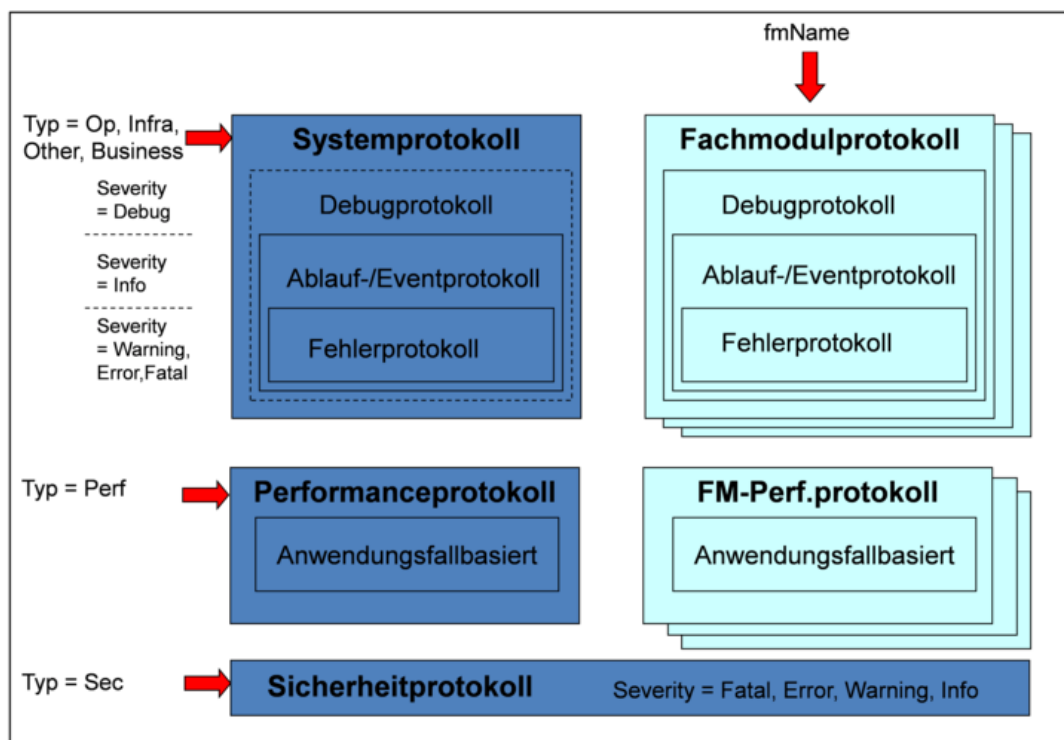 fmName
Typ = Op, Infra,
Other, Business
Severity
= Debug
Severity
= Info
Severity
= Warning,
Error,Fatal
Systemprotokoll
Debugprotokoll
Ablauf-/Eventprotokoll
Fehlerprotokoll
Fachmodulprotokoll
Debugprotokoll
Ablauf-/Eventprotokoll
Fehlerprotokoll
Typ = Perf
Performanceprotokoll
Anwendungsfallbasiert
FM-Perf.protokoll
Anwendungsfallbasiert
Typ = Sec
Sicherheitprotokoll
Severity = Fatal, Error, Warning, Info